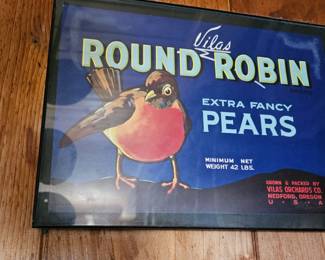 Vilas
ROUND ROBIN
EXTRA FANCY
PEARS
MINIMUM NET
WEIGHT 42 LBS.
GROWN & PACKED BY
VILAS ORCHARDS CO.
MEDFORD, OREGON
U.S.A